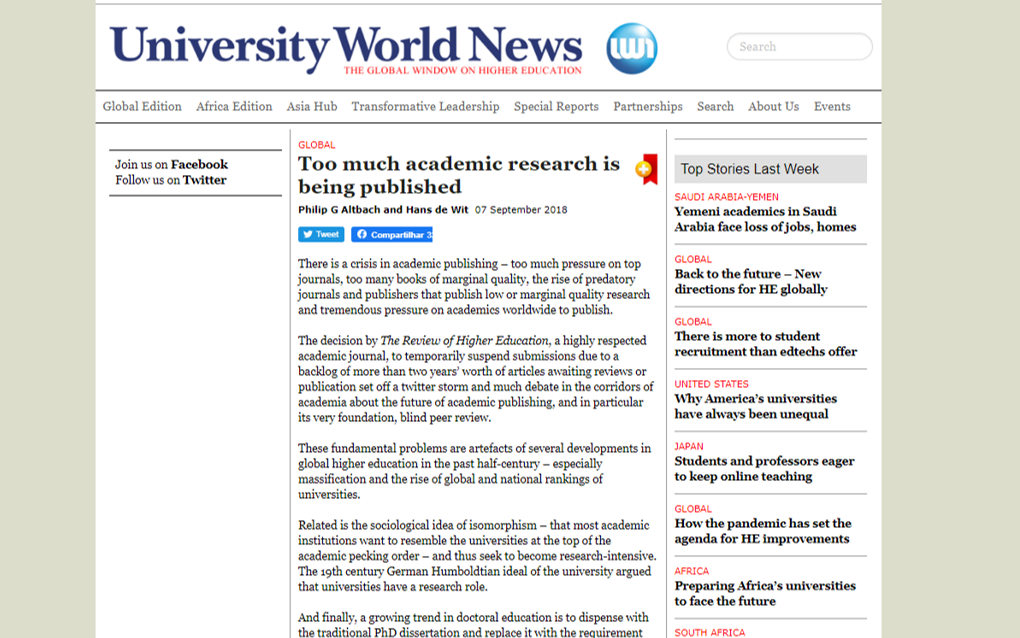 University World News
THE GLOBAL WINDOW ON HIGHER EDUCATION
uwn
Search
Global Edition Africa Edition Asia Hub Transformative Leadership Special Reports Partnerships Search About Us Events
Join us on Facebook
Follow us on Twitter
GLOBAL
Too much academic research is
being published
Philip G Altbach and Hans de Wit 07 September 2018
Tweet Compartilhar 3
There is a crisis in academic publishing – too much pressure on top
journals, too many books of marginal quality, the rise of predatory
journals and publishers that publish low or marginal quality research
and tremendous pressure on academics worldwide to publish.
The decision by The Review of Higher Education, a highly respected
academic journal, to temporarily suspend submissions due to a
backlog of more than two years' worth of articles awaiting reviews or
publication set off a twitter storm and much debate in the corridors of
academia about the future of academic publishing, and in particular
its very foundation, blind peer review.
These fundamental problems are artefacts of several developments in
global higher education in the past half-century – especially
massification and the rise of global and national rankings of
universities.
Related is the sociological idea of isomorphism – that most academic
institutions want to resemble the universities at the top of the
academic pecking order – and thus seek to become research-intensive.
The 19th century German Humboldtian ideal of the university argued
that universities have a research role.
And finally, a growing trend in doctoral education is to dispense with
the traditional PhD dissertation and replace it with the requirement
Top Stories Last Week
SAUDI ARABIA-YEMEN
Yemeni academics in Saudi
Arabia face loss of jobs, homes
GLOBAL
Back to the future – New
directions for HE globally
GLOBAL
There is more to student
recruitment than edtechs offer
UNITED STATES
Why America's universities
have always been unequal
JAPAN
Students and professors eager
to keep online teaching
GLOBAL
How the pandemic has set the
agenda for HE improvements
AFRICA
Preparing Africa's universities
to face the future
SOUTH AFRICA